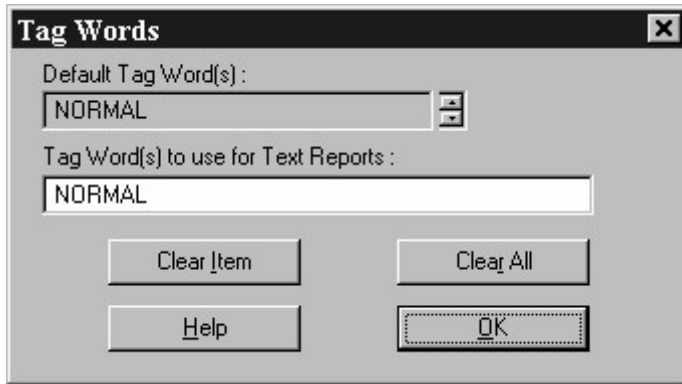 Tag Words
Default Tag Word(s) :
NORMAL
Tag Word(s) to use for Text Reports :
NORMAL
Clear Item
Clear All
Help
OK